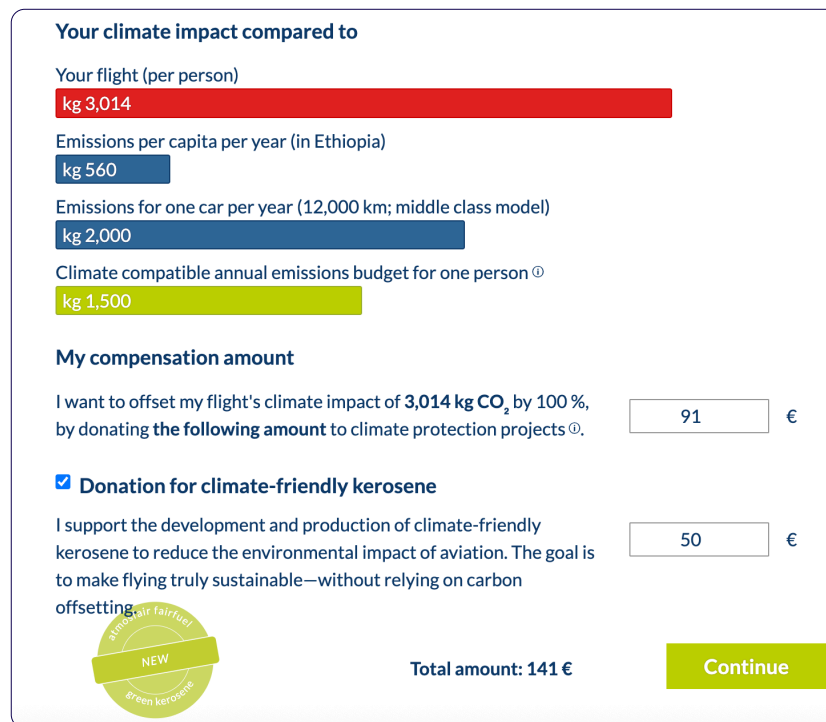 Your climate impact compared to
Your flight (per person)
kg 3,014
Emissions per capita per year (in Ethiopia)
kg 560
Emissions for one car per year (12,000 km; middle class model)
kg 2,000
Climate compatible annual emissions budget for one person ⓘ
kg 1,500
My compensation amount
I want to offset my flight's climate impact of 3,014 kg CO₂ by 100 %,
by donating the following amount to climate protection projects ⓘ.
91 €
Donation for climate-friendly kerosene
I support the development and production of climate-friendly
kerosene to reduce the environmental impact of aviation. The goal is
to make flying truly sustainable—without relying on carbon
offsetting.
50 €
atmosfair fairfuel
NEW
green kerosene
Total amount: 141 €
Continue